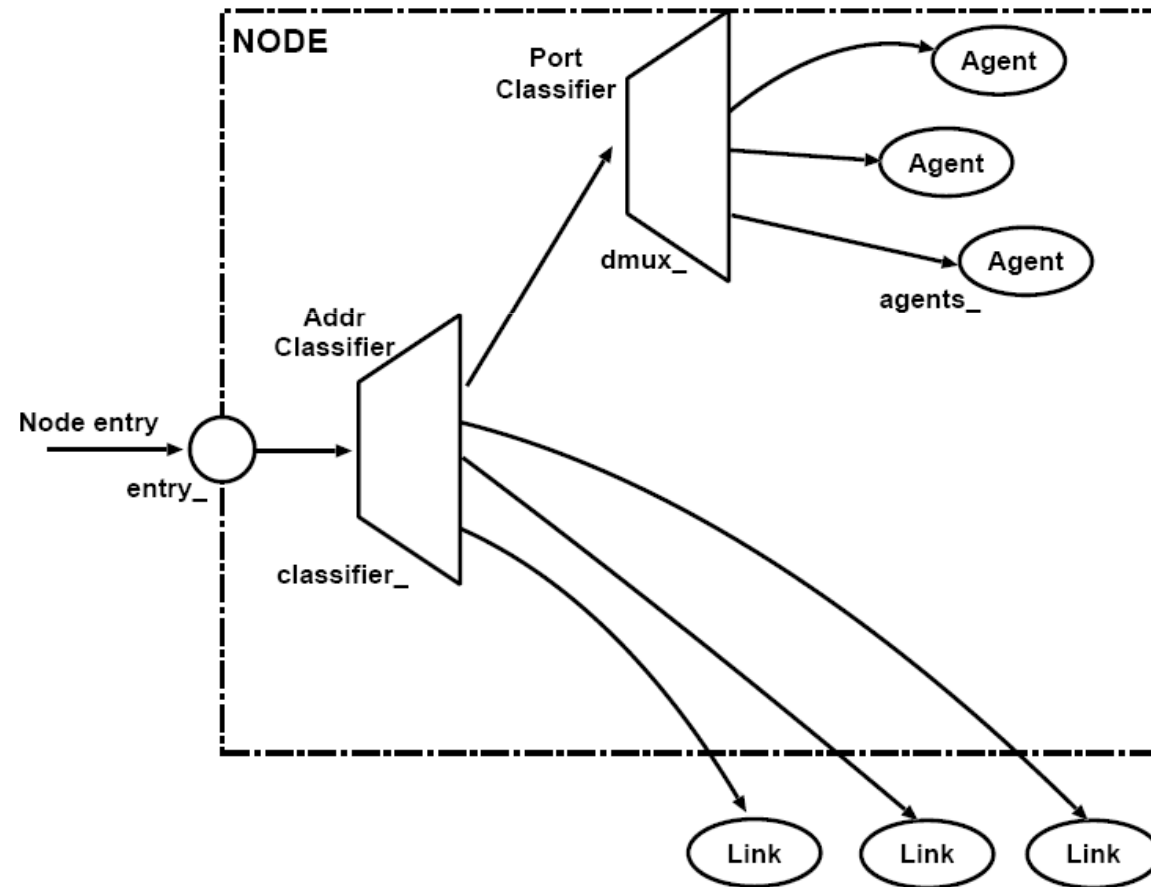 NODE
Port
Classifier
Agent
Agent
dmux_
Agent
agents_
Addr
Classifier
Node entry
entry_
classifier_
Link
Link
Link